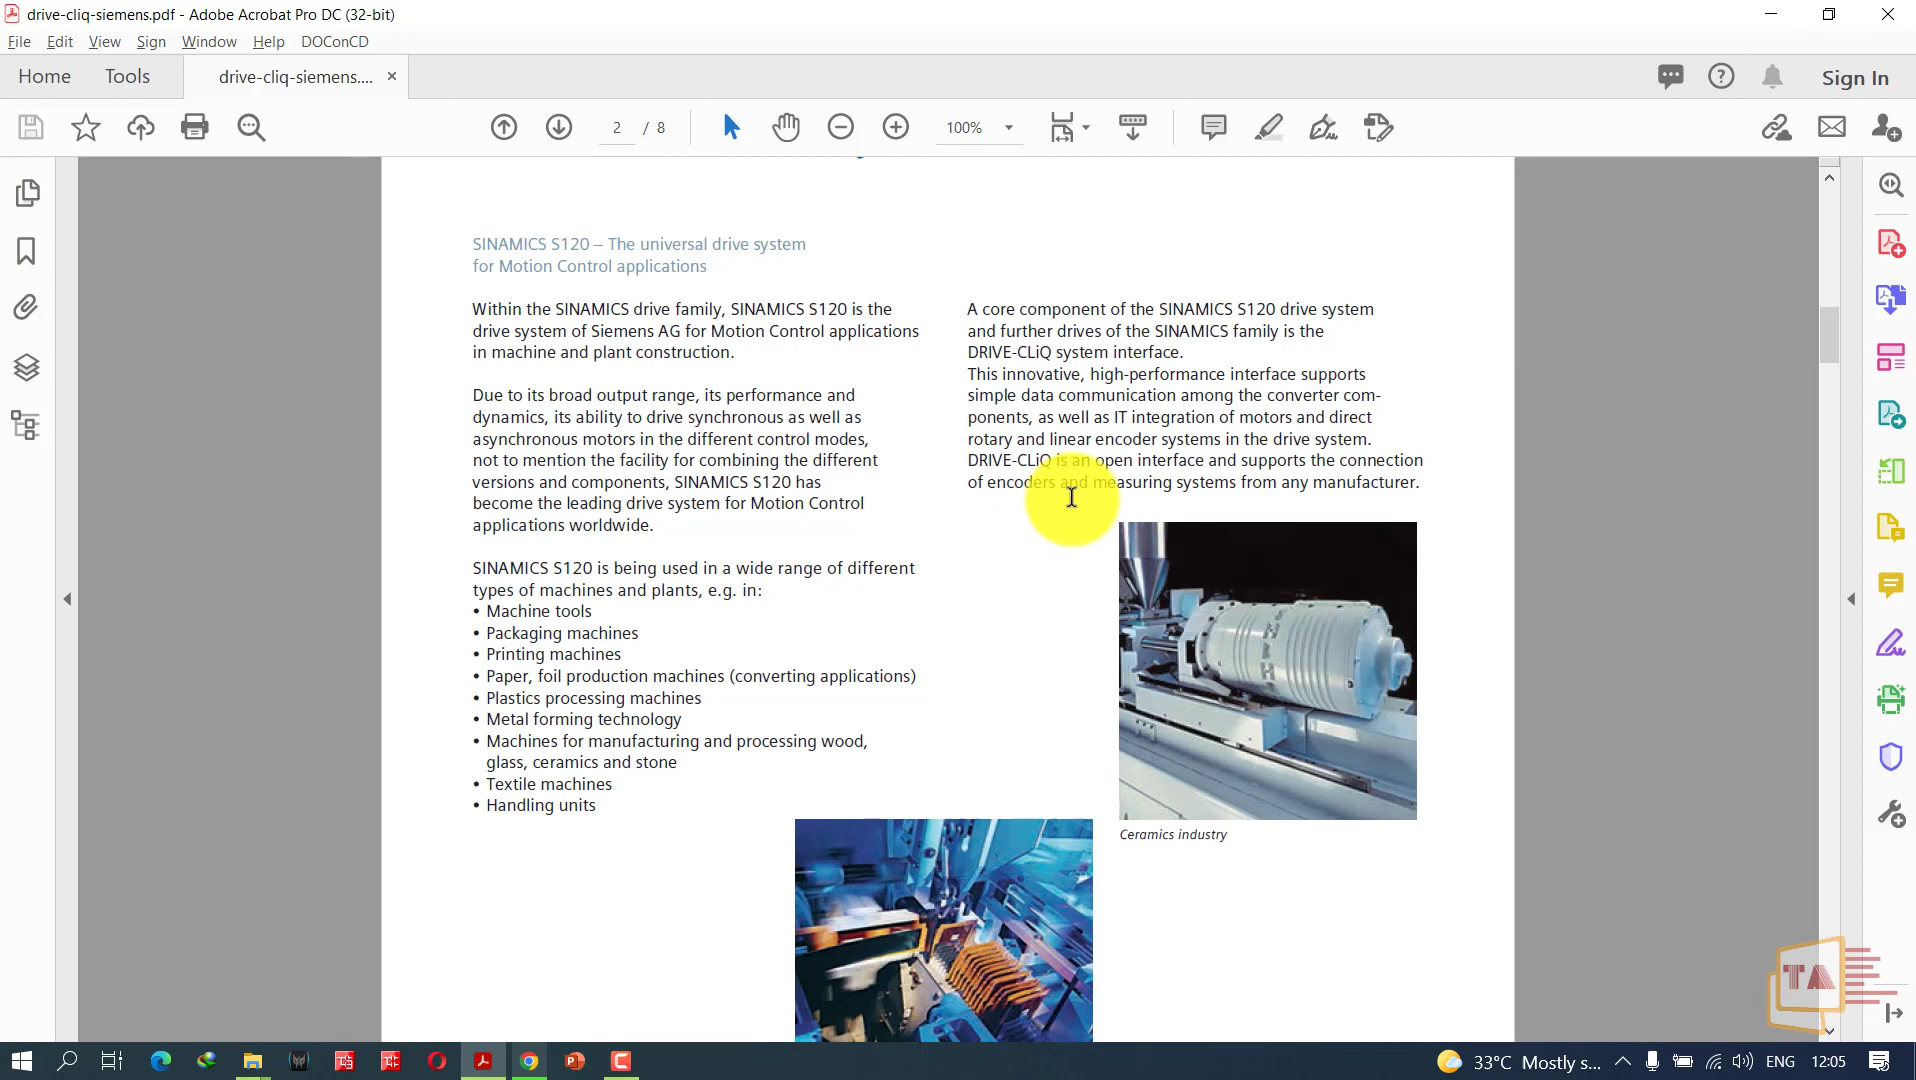 drive-cliq-siemens.pdf - Adobe Acrobat Pro DC (32-bit)
File Edit View Sign Window Help DOConCD
Home Tools drive-cliq-siemens.... × Sign In
2 / 8 100%
SINAMICS S120 – The universal drive system
for Motion Control applications
Within the SINAMICS drive family, SINAMICS S120 is the
drive system of Siemens AG for Motion Control applications
in machine and plant construction.
Due to its broad output range, its performance and
dynamics, its ability to drive synchronous as well as
asynchronous motors in the different control modes,
not to mention the facility for combining the different
versions and components, SINAMICS S120 has
become the leading drive system for Motion Control
applications worldwide.
SINAMICS S120 is being used in a wide range of different
types of machines and plants, e.g. in:
• Machine tools
• Packaging machines
• Printing machines
• Paper, foil production machines (converting applications)
• Plastics processing machines
• Metal forming technology
• Machines for manufacturing and processing wood,
glass, ceramics and stone
• Textile machines
• Handling units
A core component of the SINAMICS S120 drive system
and further drives of the SINAMICS family is the
DRIVE-CLiQ system interface.
This innovative, high-performance interface supports
simple data communication among the converter com-
ponents, as well as IT integration of motors and direct
rotary and linear encoder systems in the drive system.
DRIVE-CLiQ is an open interface and supports the connection
of encoders and measuring systems from any manufacturer.
Ceramics industry
TA
33°C Mostly s... ENG 12:05